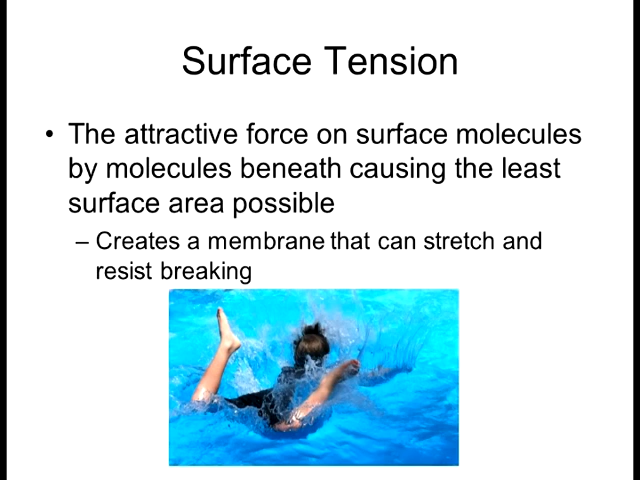 Surface Tension
• The attractive force on surface molecules
by molecules beneath causing the least
surface area possible
– Creates a membrane that can stretch and
resist breaking